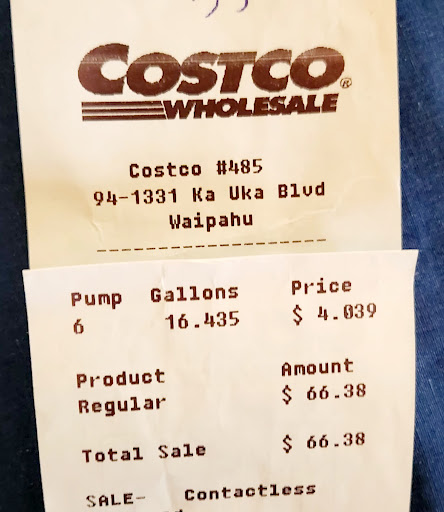 COSTCO®
WHOLESALE
Costco #485
94-1331 Ka Uka Blvd
Waipahu
--------------------
Pump Gallons Price
6 16.435 $ 4.039
Product Amount
Regular $ 66.38
Total Sale $ 66.38
SALE- Contactless